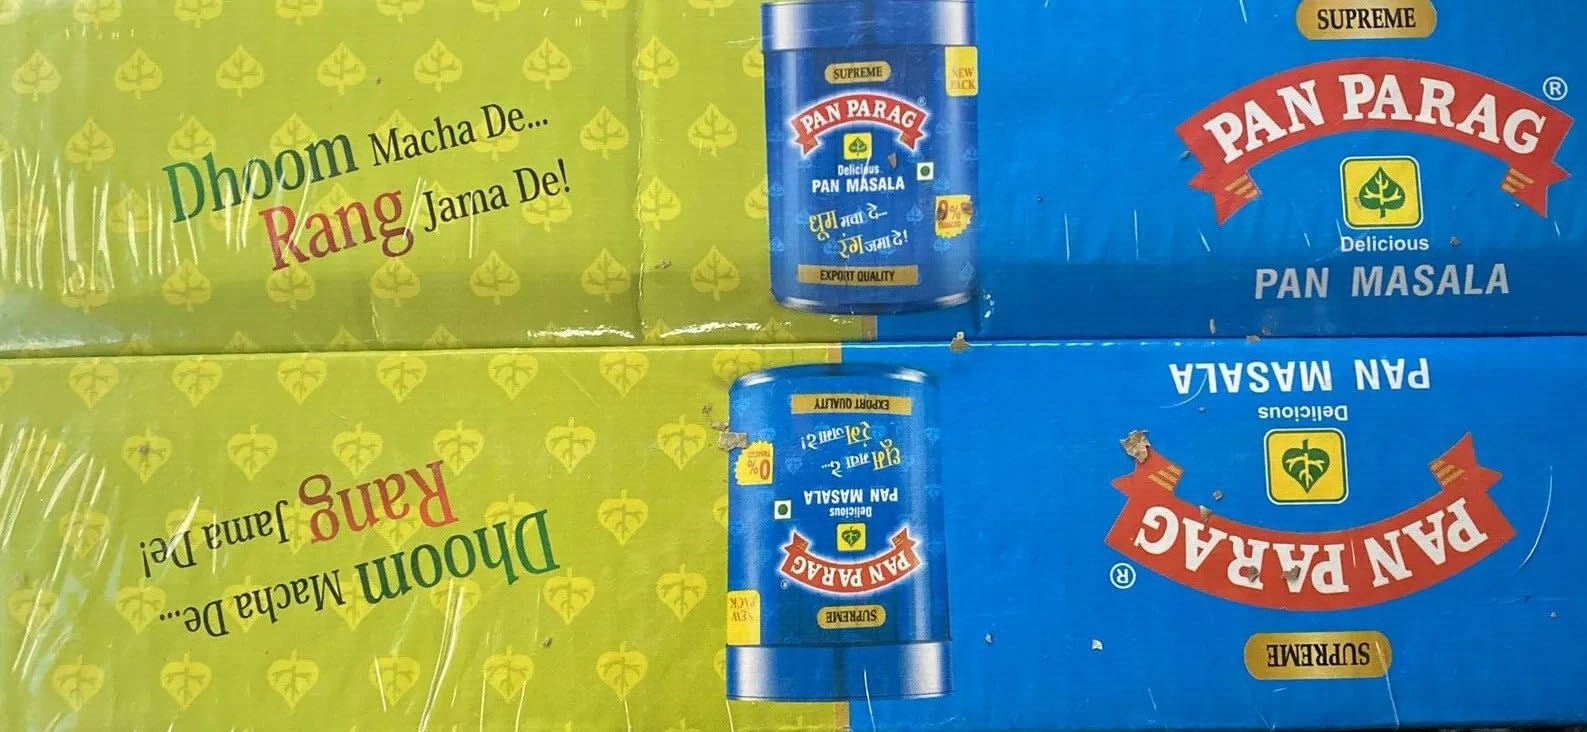 Dhoom Macha De...
Rang Jama De!
SUPREME
NEW
PACK
PAN PARAG
Delicious
PAN MASALA
धूम मचा दे...
रंग जमा दे!
0%
TOBACCO
EXPORT QUALITY
SUPREME
PAN PARAG®
Delicious
PAN MASALA
Dhoom Macha De...
Rang Jama De!
SUPREME
NEW
PACK
PAN PARAG
Delicious
PAN MASALA
धूम मचा दे...
रंग जमा दे!
0%
TOBACCO
EXPORT QUALITY
SUPREME
PAN PARAG®
Delicious
PAN MASALA